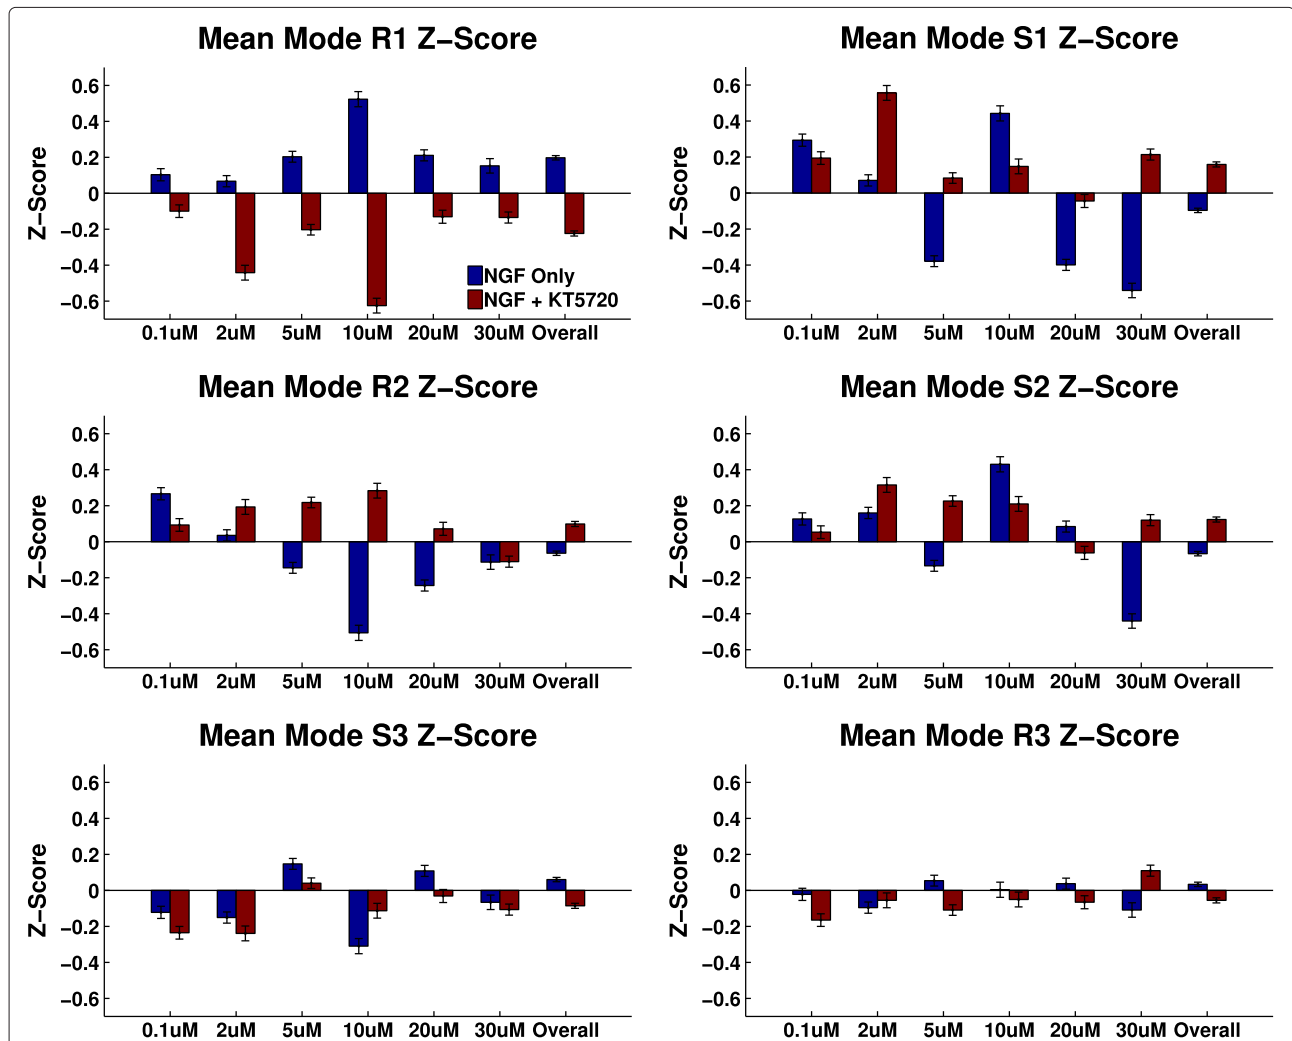 Mean Mode R1 Z−Score
Z−Score
0.6
0.4
0.2
0
−0.2
−0.4
−0.6
NGF Only
NGF + KT5720
0.1uM 2uM 5uM 10uM 20uM 30uM Overall
Mean Mode S1 Z−Score
Z−Score
0.6
0.4
0.2
0
−0.2
−0.4
−0.6
0.1uM 2uM 5uM 10uM 20uM 30uM Overall
Mean Mode R2 Z−Score
Z−Score
0.6
0.4
0.2
0
−0.2
−0.4
−0.6
0.1uM 2uM 5uM 10uM 20uM 30uM Overall
Mean Mode S2 Z−Score
Z−Score
0.6
0.4
0.2
0
−0.2
−0.4
−0.6
0.1uM 2uM 5uM 10uM 20uM 30uM Overall
Mean Mode S3 Z−Score
Z−Score
0.6
0.4
0.2
0
−0.2
−0.4
−0.6
0.1uM 2uM 5uM 10uM 20uM 30uM Overall
Mean Mode R3 Z−Score
Z−Score
0.6
0.4
0.2
0
−0.2
−0.4
−0.6
0.1uM 2uM 5uM 10uM 20uM 30uM Overall